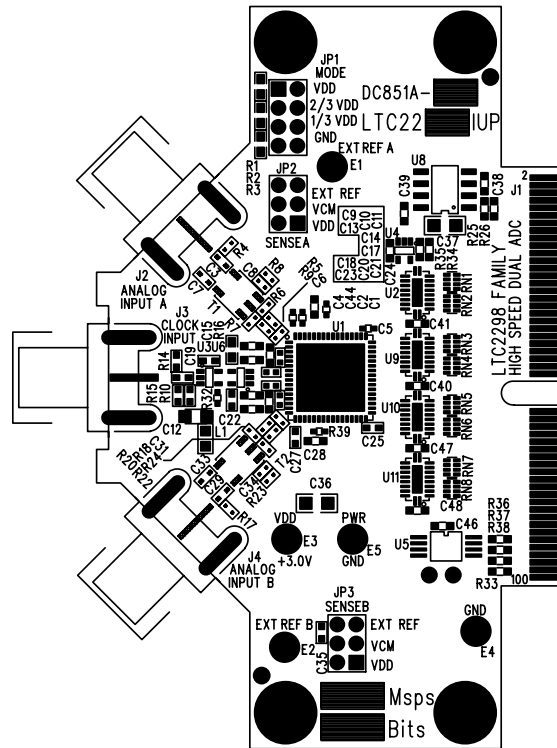 JP1
MODE
VDD
2/3 VDD
1/3 VDD
GND
R1
R2
R3
JP2
EXT REF
VCM
VDD
SENSEA
EXT REF A
E1
DC851A-
LTC22
IUP
U8
C39
C38
C37
R25
R26
R35
R34
J1
2
C9
C10
C11
C13
C14
C17
C18
C20
C21
C23
U4
C24
LTC2298 FAMILY
HIGH SPEED DUAL ADC
J2
ANALOG
INPUT A
R4
C3
C7
C8
R8
T1
R6
R5
J3
CLOCK
INPUT
C15
R16
C19
U3
U6
R14
R15
R10
R32
C12
C22
L1
C4
C44
C2
C1
U1
C5
U2
RN1
RN2
C41
U9
RN3
RN4
C40
U10
RN5
RN6
C47
U11
RN7
RN8
C48
R39
C25
C28
C27
T2
R18
C31
R24
R20
R22
C33
C29
C34
R23
R17
C36
VDD
E3
+3.0V
PWR
E5
GND
J4
ANALOG
INPUT B
C46
U5
R36
R37
R38
R33
100
JP3
SENSEB
EXT REF
VCM
VDD
EXT REF B
E2
C35
GND
E4
Msps
Bits